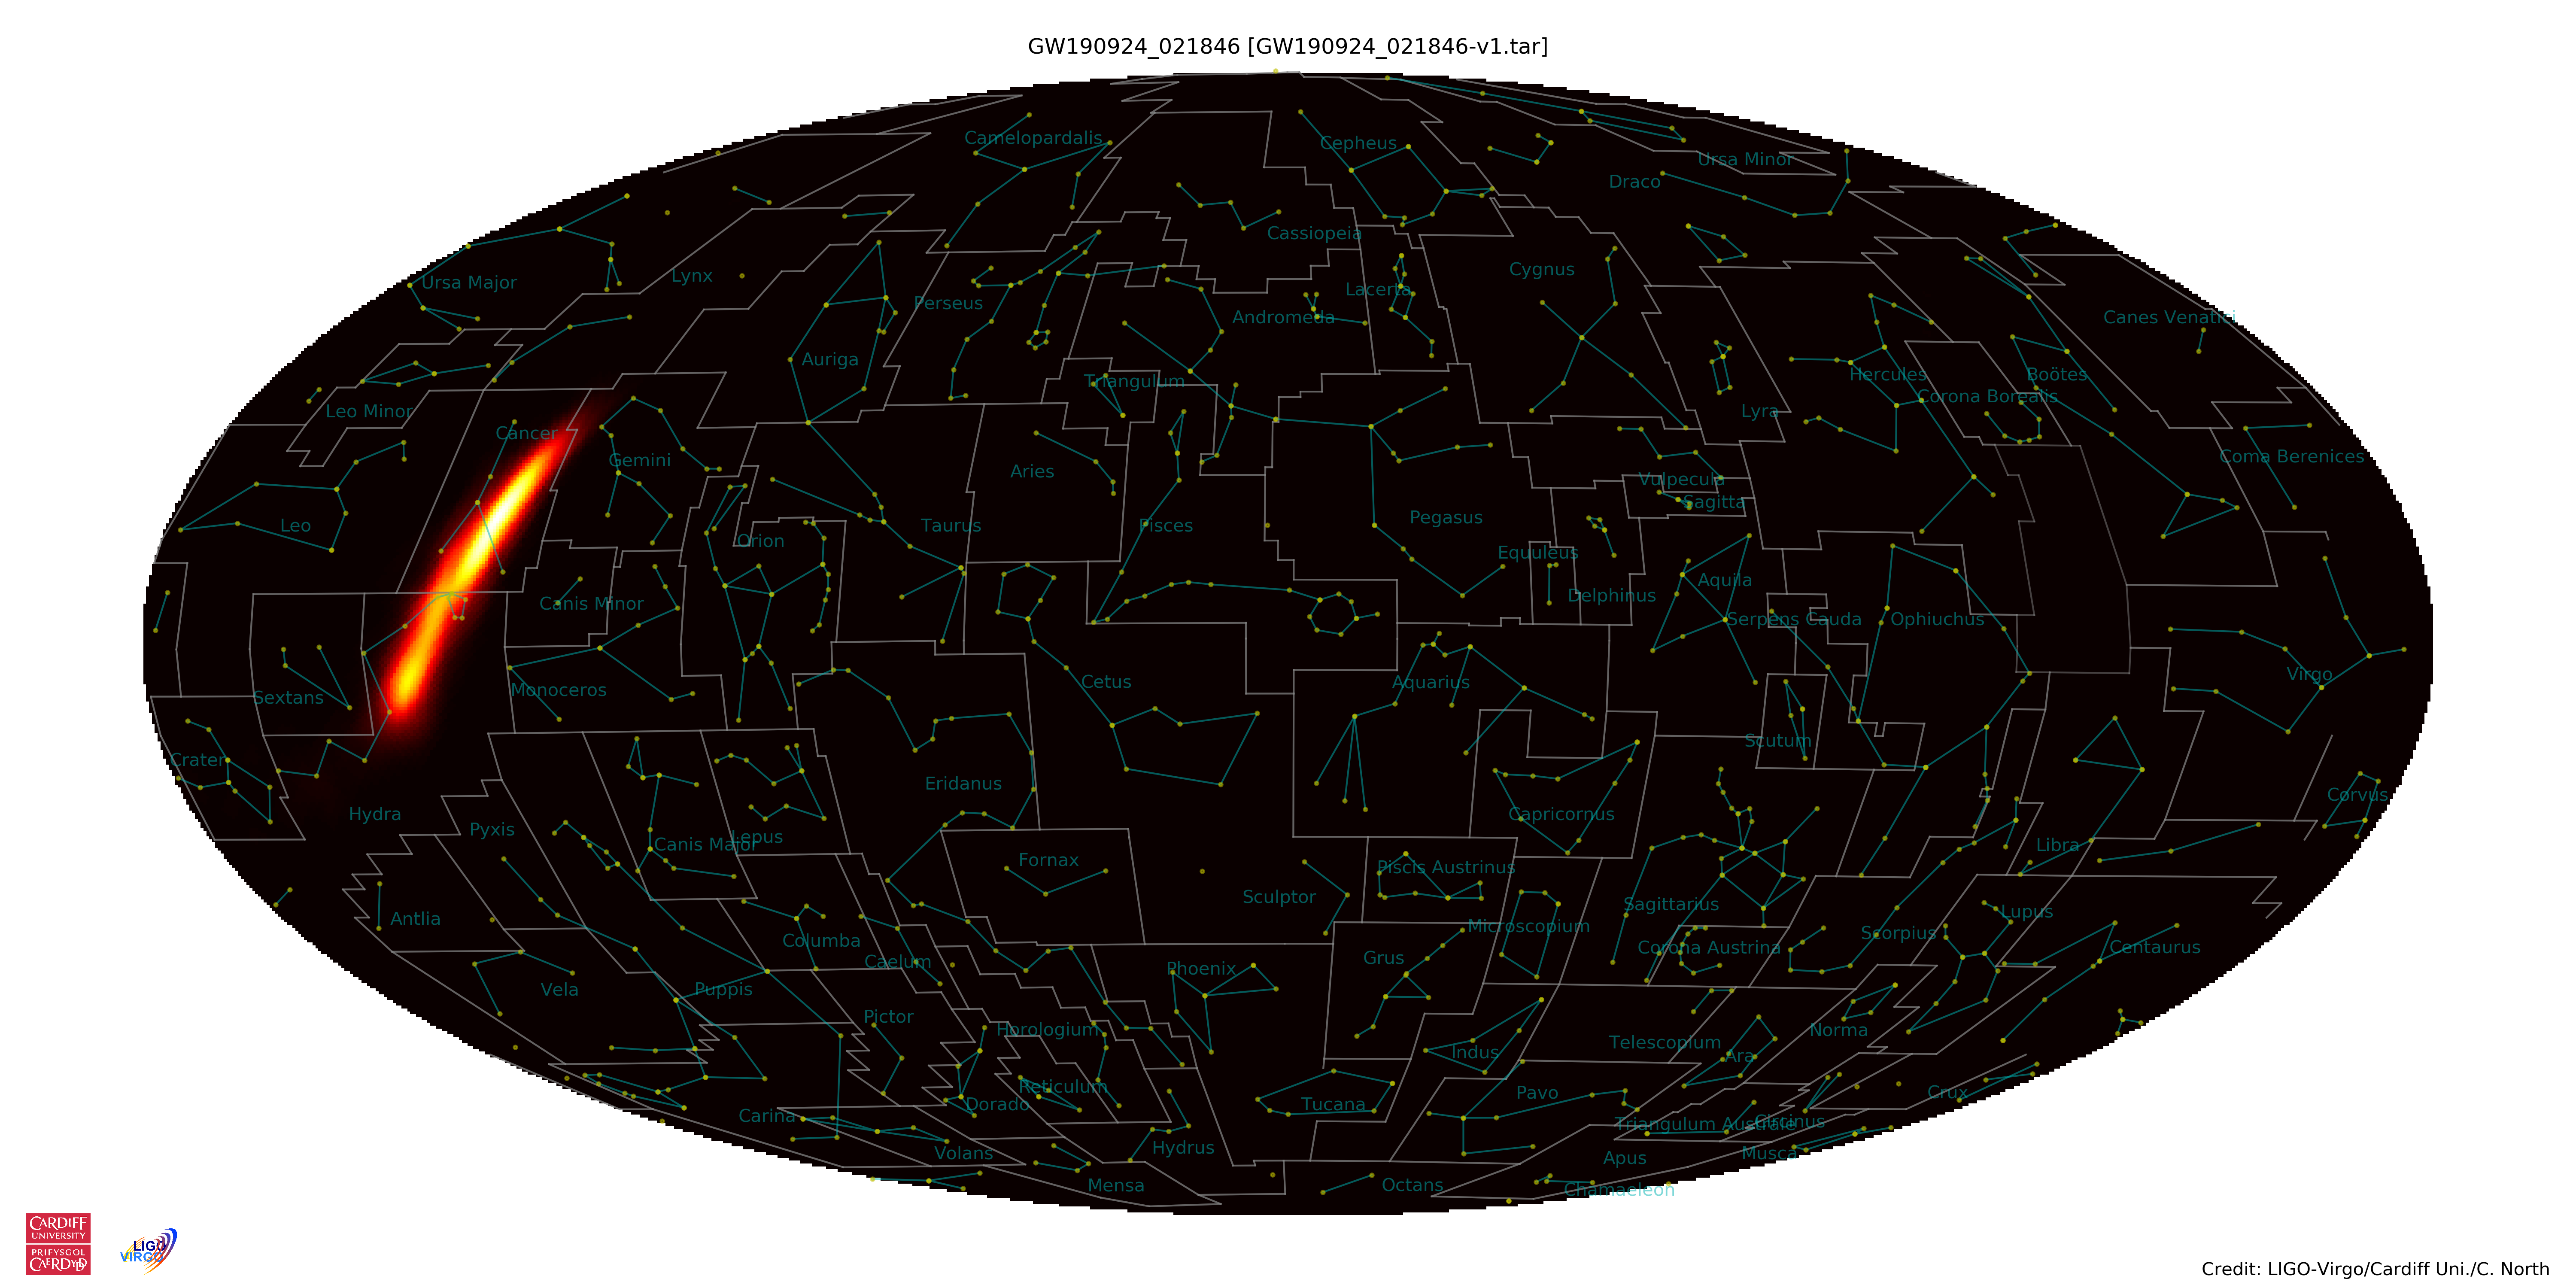 GW190924_021846 [GW190924_021846-v1.tar]
Camelopardalis
Cepheus
Ursa Minor
Draco
Cassiopeia
Ursa Major
Lynx
Cygnus
Perseus
Lacerta
Andromeda
Canes Venatici
Auriga
Triangulum
Hercules
Boötes
Corona Borealis
Leo Minor
Lyra
Cancer
Gemini
Aries
Coma Berenices
Vulpecula
Sagitta
Leo
Orion
Taurus
Pisces
Pegasus
Equuleus
Aquila
Canis Minor
Delphinus
Serpens Cauda
Ophiuchus
Sextans
Monoceros
Cetus
Aquarius
Virgo
Crater
Scutum
Eridanus
Corvus
Hydra
Pyxis
Canis Major
Lepus
Capricornus
Libra
Fornax
Piscis Austrinus
Sculptor
Sagittarius
Antlia
Microscopium
Lupus
Columba
Scorpius
Corona Austrina
Centaurus
Caelum
Phoenix
Grus
Vela
Puppis
Pictor
Horologium
Norma
Telescopium
Indus
Ara
Reticulum
Pavo
Crux
Dorado
Tucana
Carina
Triangulum Australe
Circinus
Hydrus
Volans
Apus
Musca
Mensa
Octans
Chamaeleon
CARDIFF
UNIVERSITY
PRIFYSGOL
CAERDYDD
LIGO
VIRGO
Credit: LIGO-Virgo/Cardiff Uni./C. North